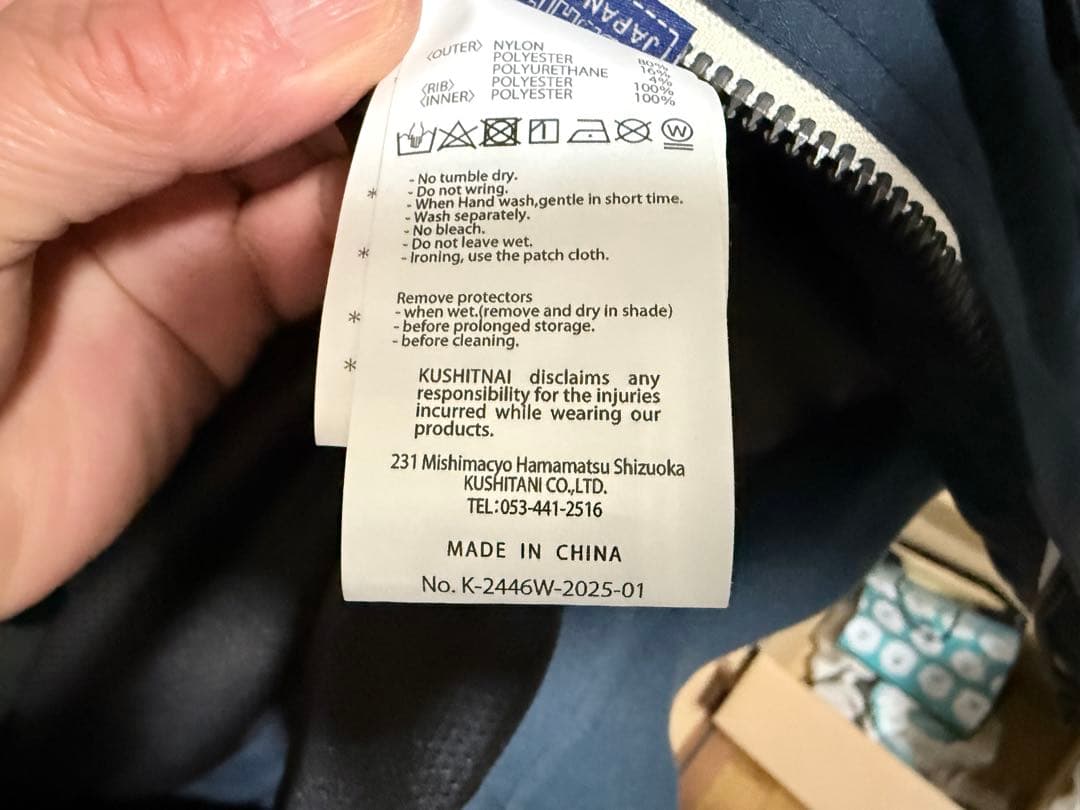 JAPAN
〈OUTER〉 NYLON 80%
POLYESTER 16%
POLYURETHANE 4%
〈RIB〉 POLYESTER 100%
〈INNER〉 POLYESTER 100%
1
W
- No tumble dry.
* - Do not wring.
- When Hand wash,gentle in short time.
- Wash separately.
- No bleach.
- Do not leave wet.
* - Ironing, use the patch cloth.
Remove protectors
* - when wet.(remove and dry in shade)
- before prolonged storage.
- before cleaning.
*
KUSHITNAI disclaims any
responsibility for the injuries
incurred while wearing our
products.
231 Mishimacyo Hamamatsu Shizuoka
KUSHITANI CO.,LTD.
TEL:053-441-2516
MADE IN CHINA
No. K-2446W-2025-01